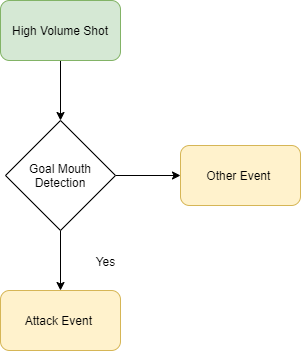 High Volume Shot
Goal Mouth
Detection
Other Event
Yes
Attack Event